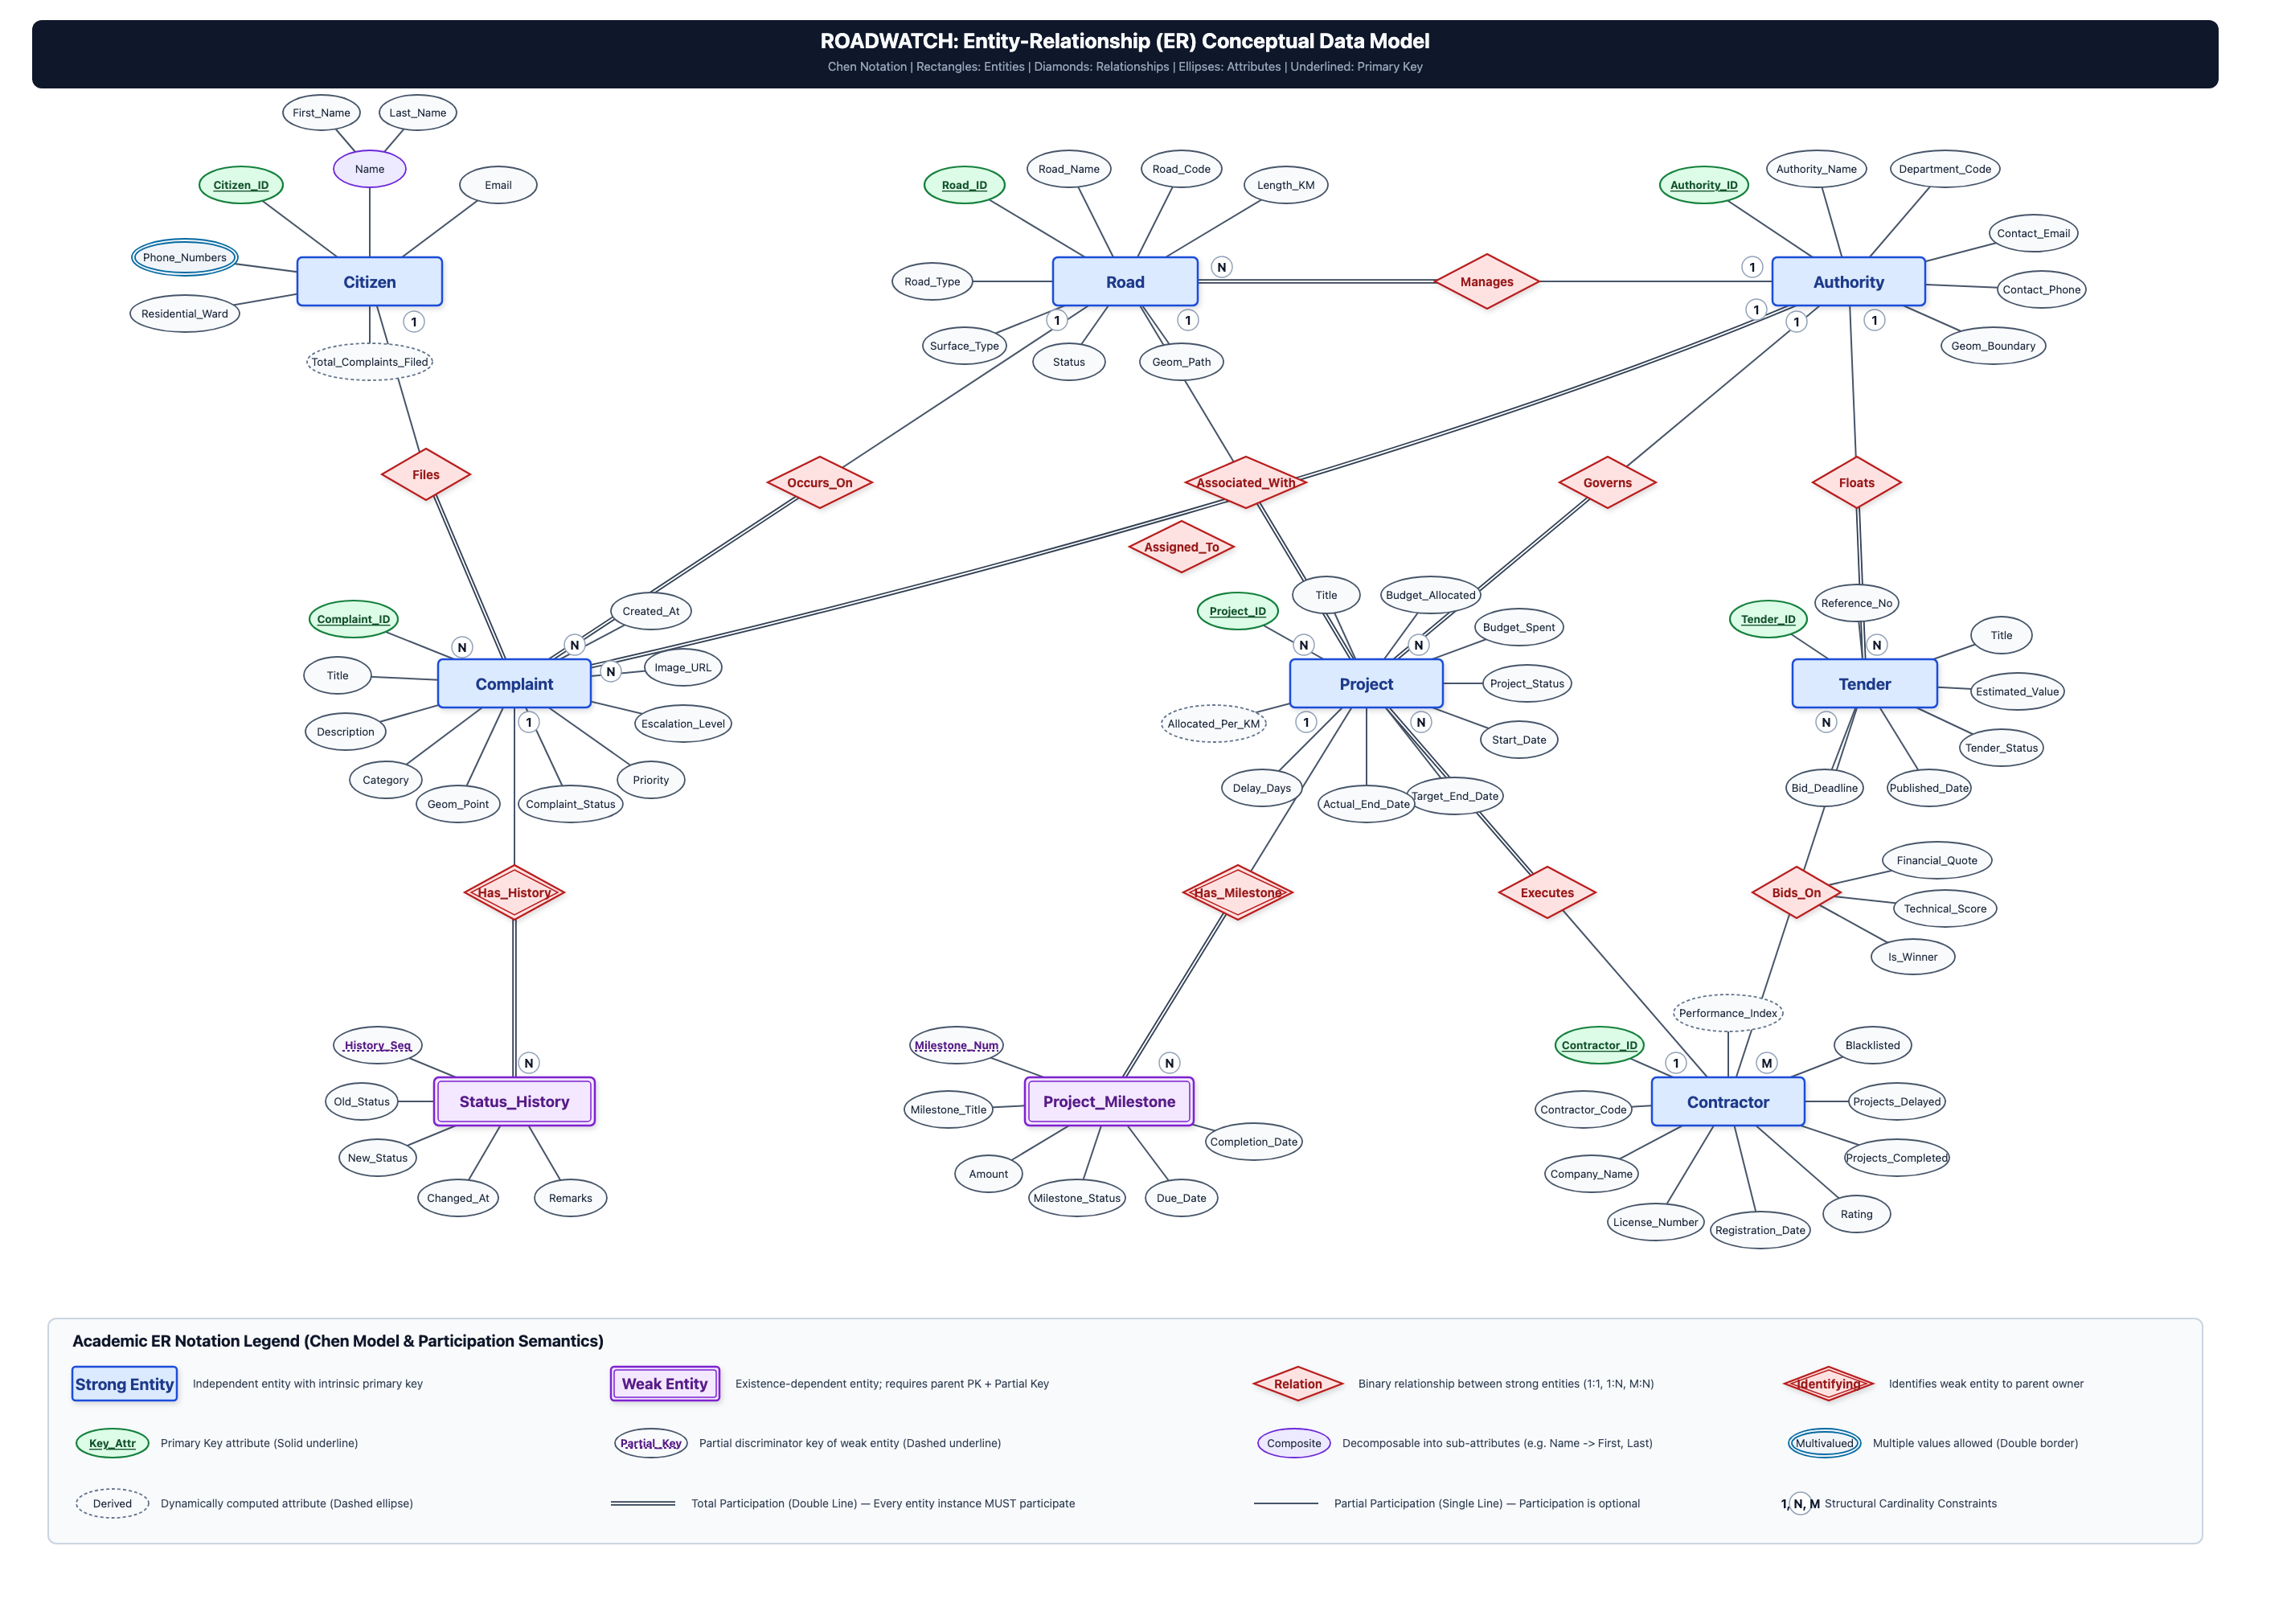 ROADWATCH: Entity-Relationship (ER) Conceptual Data Model
Chen Notation | Rectangles: Entities | Diamonds: Relationships | Ellipses: Attributes | Underlined: Primary Key
First_Name
Last_Name
Name
Citizen_ID
Email
Phone_Numbers
Citizen
Residential_Ward
1
Total_Complaints_Filed
Road_Name
Road_Code
Road_ID
Length_KM
Road_Type
Road
N
Surface_Type
1
1
Status
Geom_Path
Manages
Authority_Name
Department_Code
Authority_ID
Contact_Email
1
Authority
Contact_Phone
1
1
1
Geom_Boundary
Files
Occurs_On
Associated_With
Governs
Floats
Assigned_To
Complaint_ID
Created_At
N
N
Title
Image_URL
N
Complaint
Description
1
Escalation_Level
Category
Geom_Point
Complaint_Status
Priority
Project_ID
Title
Budget_Allocated
Budget_Spent
N
N
Project
Project_Status
Allocated_Per_KM
1
N
Start_Date
Delay_Days
Actual_End_Date
Target_End_Date
Tender_ID
Reference_No
Title
N
Tender
Estimated_Value
N
Tender_Status
Bid_Deadline
Published_Date
Has_History
Has_Milestone
Executes
Bids_On
Financial_Quote
Technical_Score
Is_Winner
History_Seq
N
Old_Status
Status_History
New_Status
Changed_At
Remarks
Milestone_Num
N
Milestone_Title
Project_Milestone
Completion_Date
Amount
Milestone_Status
Due_Date
Performance_Index
Contractor_ID
1
M
Blacklisted
Contractor_Code
Contractor
Projects_Delayed
Company_Name
Projects_Completed
License_Number
Registration_Date
Rating
Academic ER Notation Legend (Chen Model & Participation Semantics)
Strong Entity Independent entity with intrinsic primary key
Weak Entity Existence-dependent entity; requires parent PK + Partial Key
Relation Binary relationship between strong entities (1:1, 1:N, M:N)
Identifying Identifies weak entity to parent owner
Key_Attr Primary Key attribute (Solid underline)
Partial_Key Partial discriminator key of weak entity (Dashed underline)
Composite Decomposable into sub-attributes (e.g. Name -> First, Last)
Multivalued Multiple values allowed (Double border)
Derived Dynamically computed attribute (Dashed ellipse)
Total Participation (Double Line) — Every entity instance MUST participate
Partial Participation (Single Line) — Participation is optional
1, N, M Structural Cardinality Constraints